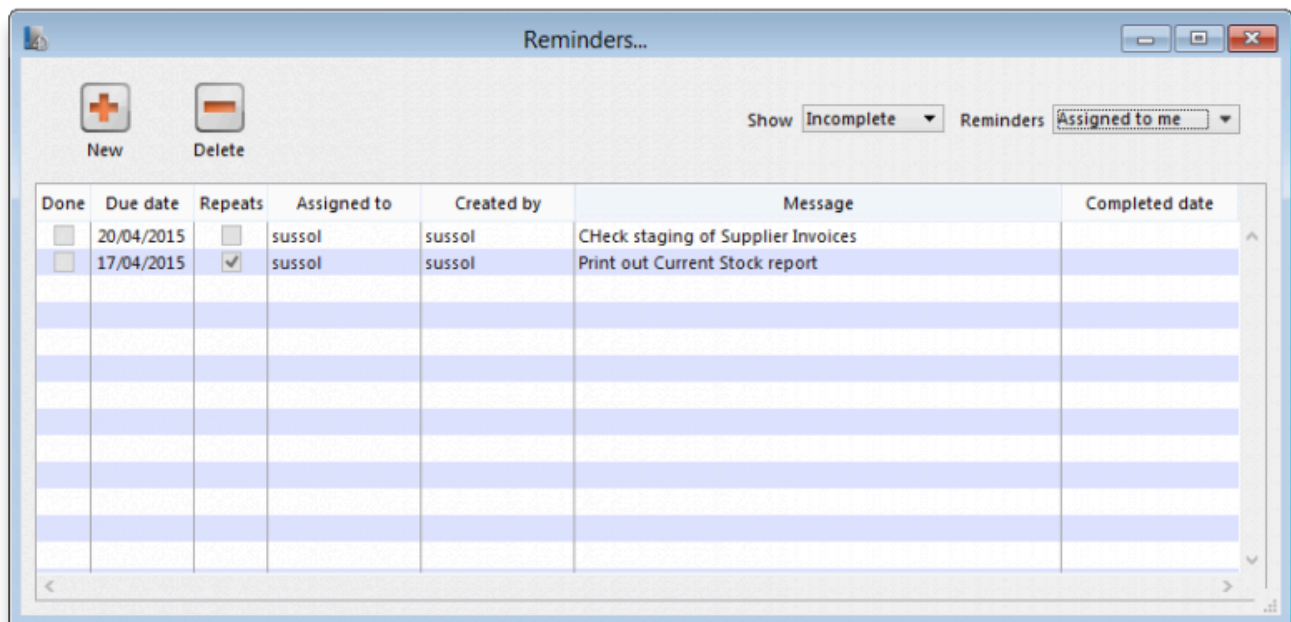 Reminders...
New Delete Show Incomplete Reminders Assigned to me
Done Due date Repeats Assigned to Created by Message Completed date
20/04/2015 sussol sussol CHeck staging of Supplier Invoices
17/04/2015 sussol sussol Print out Current Stock report